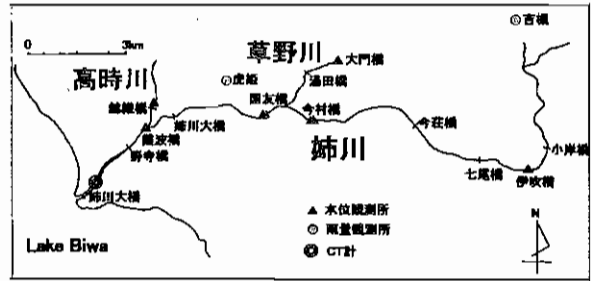 吉槻
0 3km
草野川
大門橋
高時川
虎姫
湯田橋
錦織橋
国友橋
今村橋
姉川大橋
今荘橋
難波橋
姉川
野寺橋
小岸橋
七尾橋
伊吹橋
姉川大橋
▲ 水位観測所
◎ 雨量観測所
◎ CT計
N
Lake Biwa